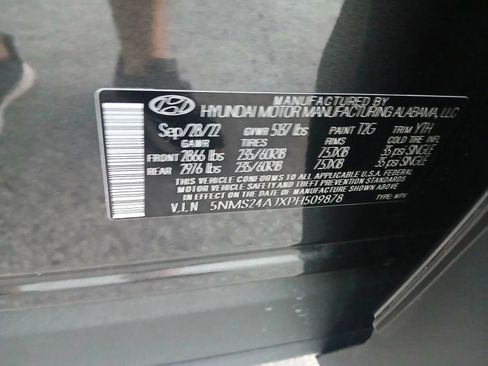 MANUFACTURED BY
HYUNDAI MOTOR MANUFACTURING ALABAMA, LLC
Sep/28/22 GVWR 5187 lbs PAINT T2G TRIM YTH
GAWR TIRES RIMS COLD TIRE INFL
FRONT 2866 lbs 235/60R18 7.5JX18 35 psi SINGLE
REAR 2976 lbs 235/60R18 7.5JX18 35 psi SINGLE
THIS VEHICLE CONFORMS TO ALL APPLICABLE U.S.A. FEDERAL
MOTOR VEHICLE SAFETY AND THEFT PREVENTION STANDARDS
IN EFFECT ON THE DATE OF MANUFACTURE SHOWN ABOVE.
V.I.N 5NMS24AJXPH509878 TYPE: MPV